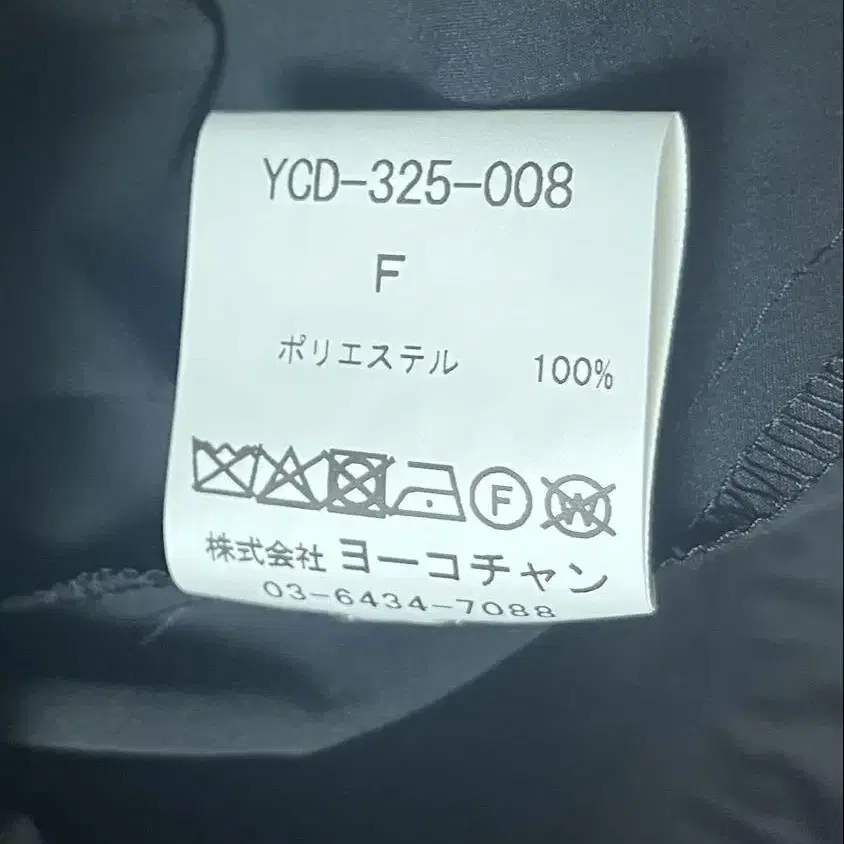 YCD-325-008
F
ポリエステル 100%
F W
株式会社 ヨーコチャン
03-6434-7088